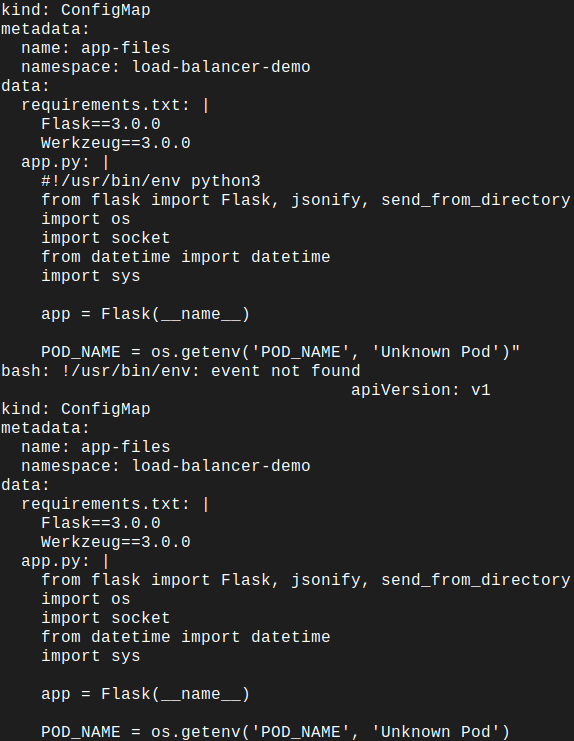 kind: ConfigMap
metadata:
  name: app-files
  namespace: load-balancer-demo
data:
  requirements.txt: |
    Flask==3.0.0
    Werkzeug==3.0.0
  app.py: |
    #!/usr/bin/env python3
    from flask import Flask, jsonify, send_from_directory
    import os
    import socket
    from datetime import datetime
    import sys

    app = Flask(__name__)

    POD_NAME = os.getenv('POD_NAME', 'Unknown Pod')"
bash: !/usr/bin/env: event not found
                                   apiVersion: v1
kind: ConfigMap
metadata:
  name: app-files
  namespace: load-balancer-demo
data:
  requirements.txt: |
    Flask==3.0.0
    Werkzeug==3.0.0
  app.py: |
    from flask import Flask, jsonify, send_from_directory
    import os
    import socket
    from datetime import datetime
    import sys

    app = Flask(__name__)

    POD_NAME = os.getenv('POD_NAME', 'Unknown Pod')